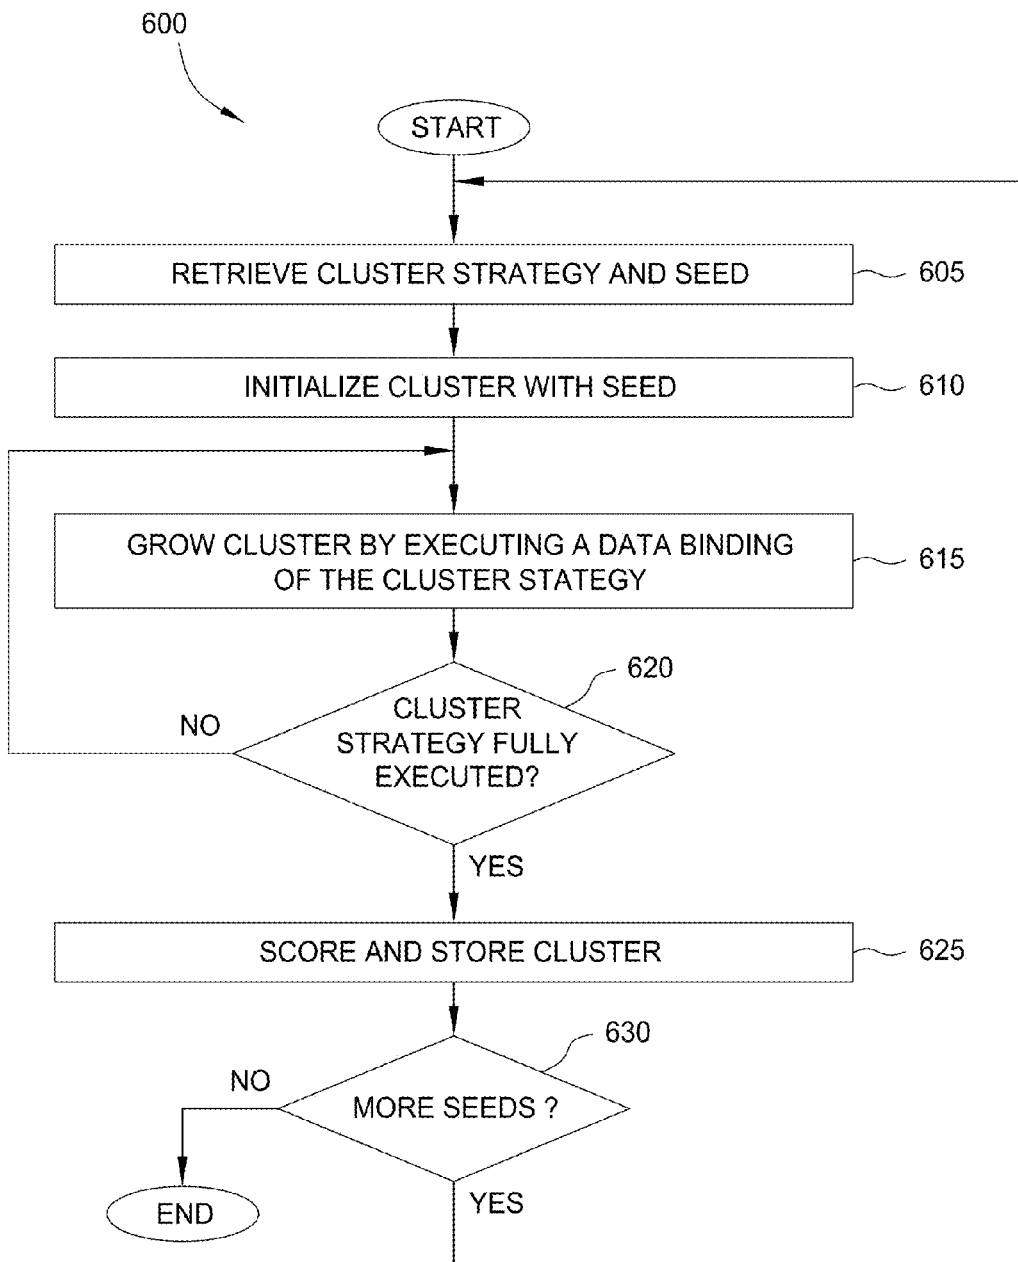 600
START
RETRIEVE CLUSTER STRATEGY AND SEED
605
INITIALIZE CLUSTER WITH SEED
610
GROW CLUSTER BY EXECUTING A DATA BINDING
OF THE CLUSTER STATEGY
615
620
CLUSTER
STRATEGY FULLY
EXECUTED?
NO
YES
SCORE AND STORE CLUSTER
625
630
MORE SEEDS ?
NO
END
YES